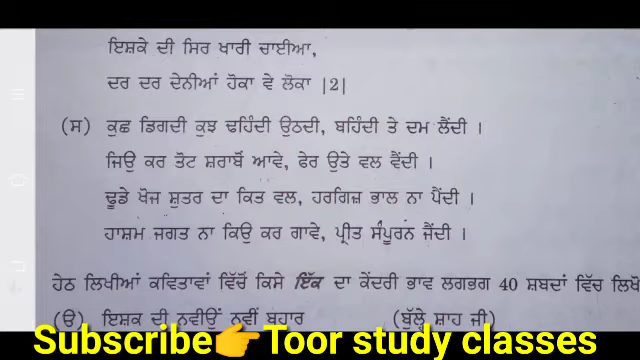 ਇਸ਼ਕੇ ਦੀ ਸਿਰ ਖਾਰੀ ਚਾਈਆ,
ਦਰ ਦਰ ਦੇਨੀਆਂ ਹੋਕਾ ਵੇ ਲੋਕਾ |2|
(ਸ) ਕੁਛ ਡਿਗਦੀ ਕੁਝ ਢਹਿੰਦੀ ਉਠਦੀ, ਬਹਿੰਦੀ ਤੇ ਦਮ ਲੈਂਦੀ ।
ਜਿਉ ਕਰ ਤੋਟ ਸ਼ਰਾਬੋਂ ਆਵੇ, ਫੇਰ ਉਤੇ ਵਲ ਵੈਂਦੀ ।
ਢੂਡੇ ਖੋਜ ਸ਼ੁਤਰ ਦਾ ਕਿਤ ਵਲ, ਹਰਗਿਜ਼ ਭਾਲ ਨਾ ਪੈਂਦੀ ।
ਹਾਸ਼ਮ ਜਗਤ ਨਾ ਕਿਉ ਕਰ ਗਾਵੇ, ਪ੍ਰੀਤ ਸੰਪੂਰਨ ਜੈਂਦੀ ।
ਹੇਠ ਲਿਖੀਆਂ ਕਵਿਤਾਵਾਂ ਵਿੱਚੋਂ ਕਿਸੇ ਇੱਕ ਦਾ ਕੇਂਦਰੀ ਭਾਵ ਲਗਭਗ 40 ਸ਼ਬਦਾਂ ਵਿੱਚ ਲਿਖੋ
(ੳ) ਇਸ਼ਕ ਦੀ ਨਵੀਉਂ ਨਵੀਂ ਬਹਾਰ (ਬੁੱਲ੍ਹੇ ਸ਼ਾਹ ਜੀ)
Subscribe👉Toor study classes